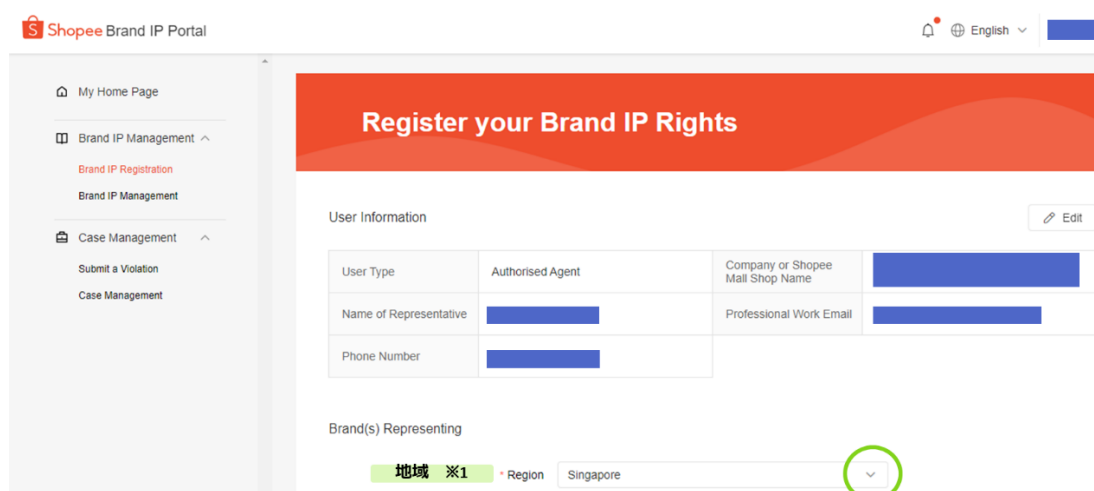 Shopee Brand IP Portal
English
My Home Page
Brand IP Management
Brand IP Registration
Brand IP Management
Case Management
Submit a Violation
Case Management
Register your Brand IP Rights
User Information
Edit
User Type
Authorised Agent
Company or Shopee
Mall Shop Name
Name of Representative
Professional Work Email
Phone Number
Brand(s) Representing
地域 ※1
* Region
Singapore